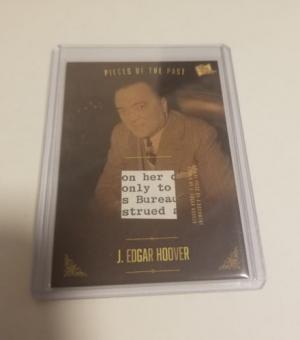 PIECES OF THE PAST
on her
only to
s Bureau
strued a
J. EDGAR HOOVER